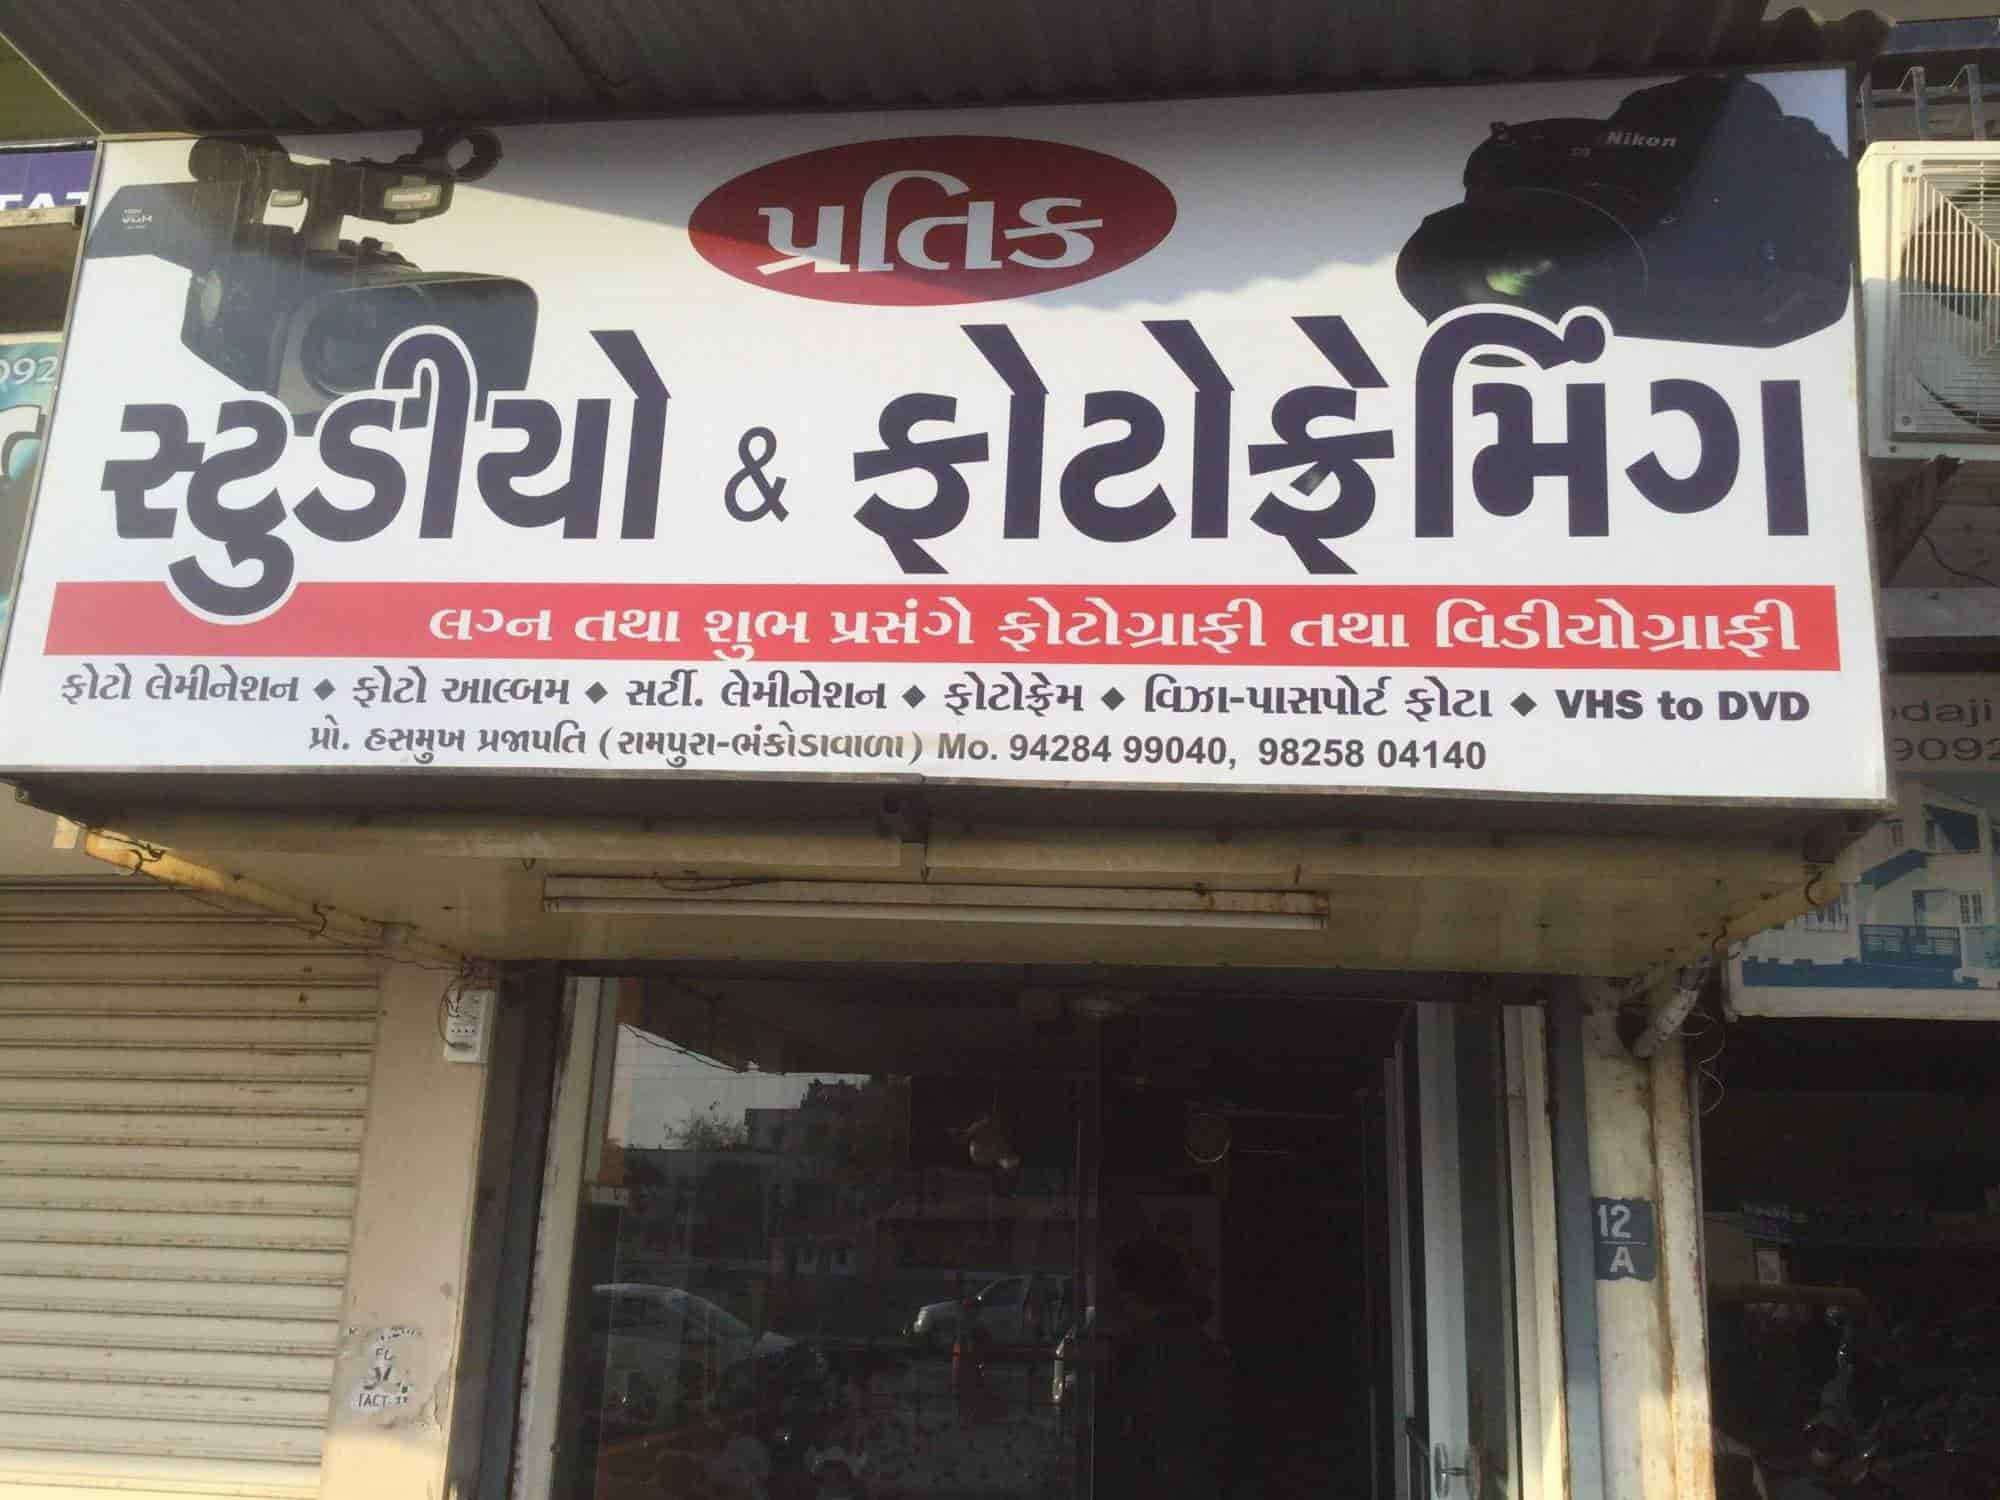 Nikon
પ્રતિક
સ્ટુડીયો & ફોટોફ્રેમિંગ
લગ્ન તથા શુભ પ્રસંગે ફોટોગ્રાફી તથા વિડીયોગ્રાફી
ફોટો લેમીનેશન ◆ ફોટો આલ્બમ ◆ સર્ટી. લેમીનેશન ◆ ફોટોફ્રેમ ◆ વિઝા-પાસપોર્ટ ફોટા ◆ VHS to DVD
પ્રો. હસમુખ પ્રજાપતિ (રામપુરા-ભંકોડાવાળા) Mo. 94284 99040, 98258 04140
12
A